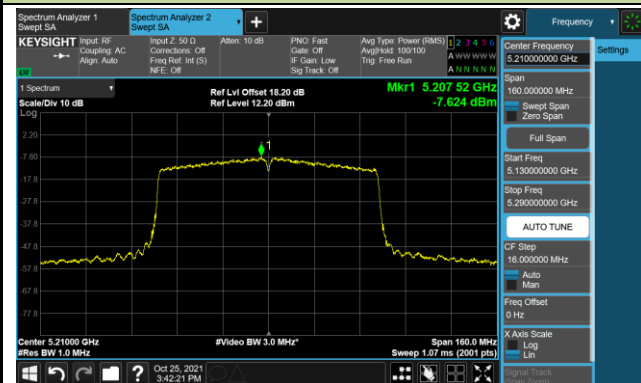 Spectrum Analyzer 1
Swept SA
Spectrum Analyzer 2
Swept SA
Frequency
KEYSIGHT
Input: RF
Coupling: AC
Align: Auto
Input Z: 50 Ω
Corrections: Off
Freq Ref: Int (S)
NFE: Off
Atten: 10 dB
PNO: Fast
Gate: Off
IF Gain: Low
Sig Track: Off
Avg Type: Power (RMS)
Avg|Hold: 100/100
Trig: Free Run
1 2 3 4 5 6
A W W W W W
A N N N N N
1 Spectrum
Scale/Div 10 dB
Log
Ref Lvl Offset 18.20 dB
Ref Level 12.20 dBm
Mkr1 5.207 52 GHz
-7.624 dBm
1
2.20
-7.80
-17.8
-27.8
-37.8
-47.8
-57.8
-67.8
-77.8
Center 5.21000 GHz
#Res BW 1.0 MHz
#Video BW 3.0 MHz*
Span 160.0 MHz
Sweep 1.07 ms (2001 pts)
Oct 25, 2021
3:42:21 PM
Center Frequency
5.210000000 GHz
Settings
Span
160.000000 MHz
Swept Span
Zero Span
Full Span
Start Freq
5.130000000 GHz
Stop Freq
5.290000000 GHz
AUTO TUNE
CF Step
16.000000 MHz
Auto
Man
Freq Offset
0 Hz
X Axis Scale
Log
Lin
Signal Track